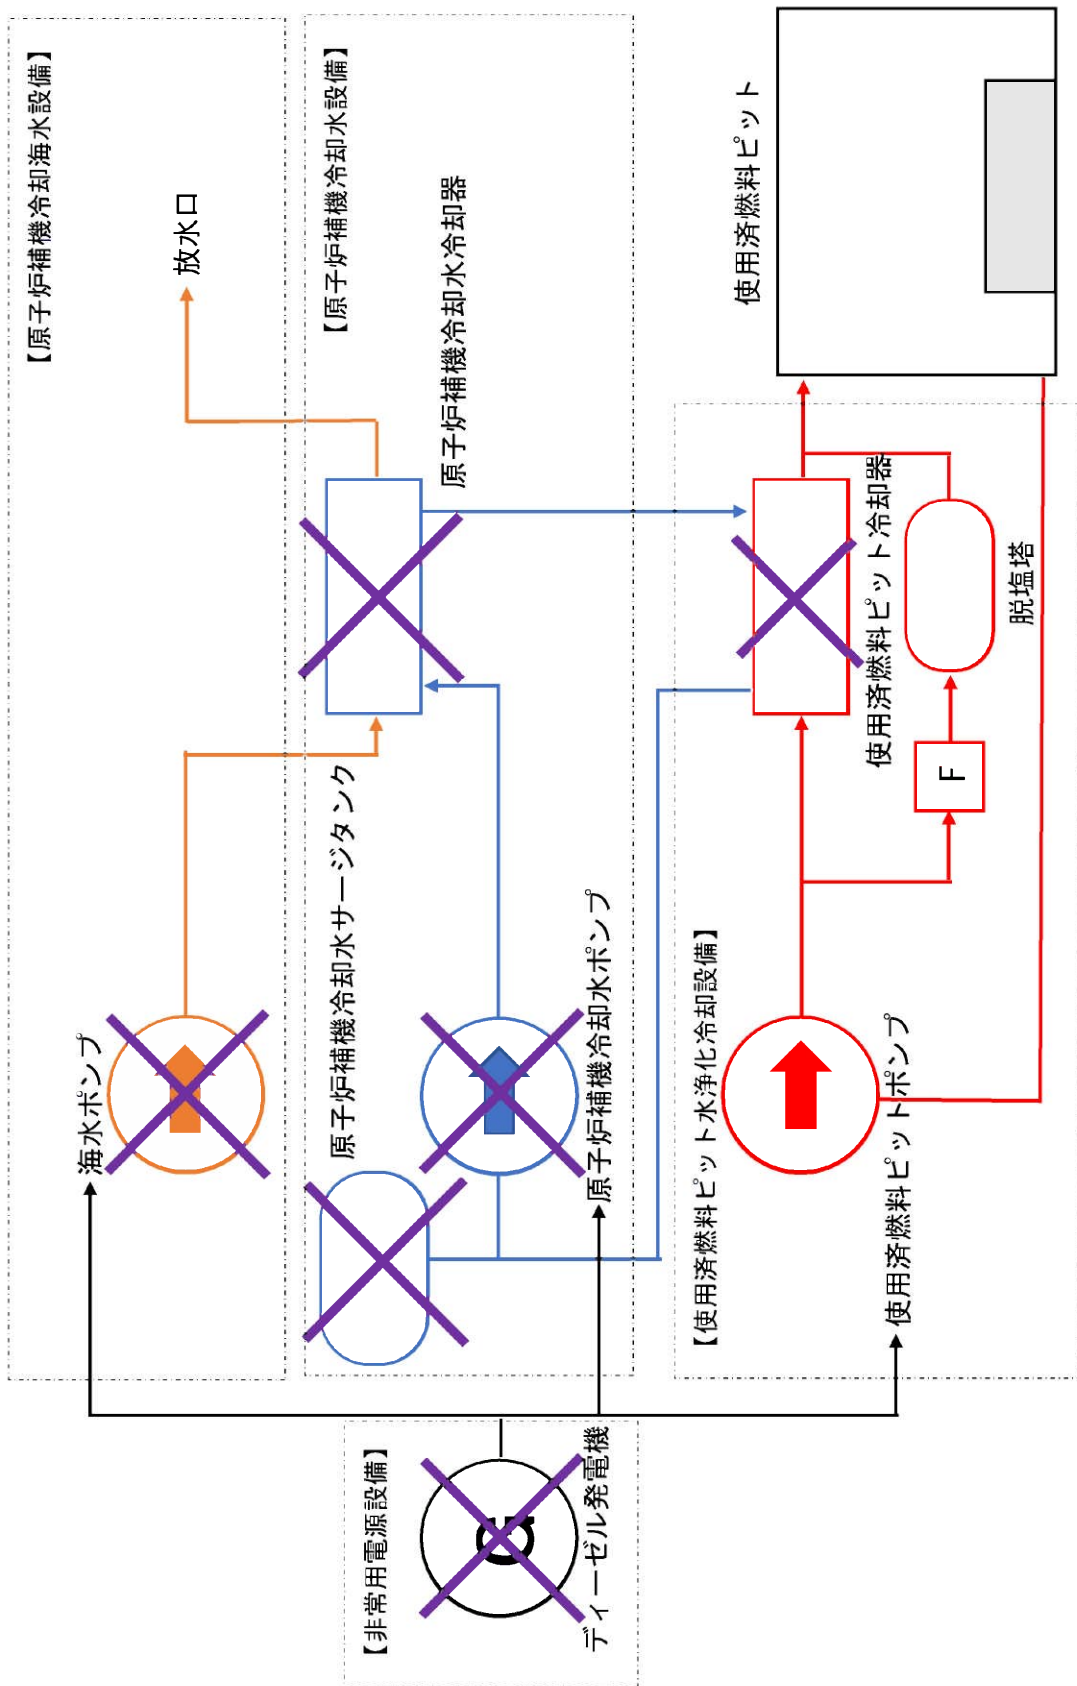 【原子炉補機冷却海水設備】
放水口
海水ポンプ
【原子炉補機冷却水設備】
原子炉補機冷却水冷却器
原子炉補機冷却水サージタンク
原子炉補機冷却水ポンプ
【非常用電源設備】
G
ディーゼル発電機
【使用済燃料ピット水浄化冷却設備】
使用済燃料ピット
使用済燃料ピット冷却器
脱塩塔
F
使用済燃料ピットポンプ